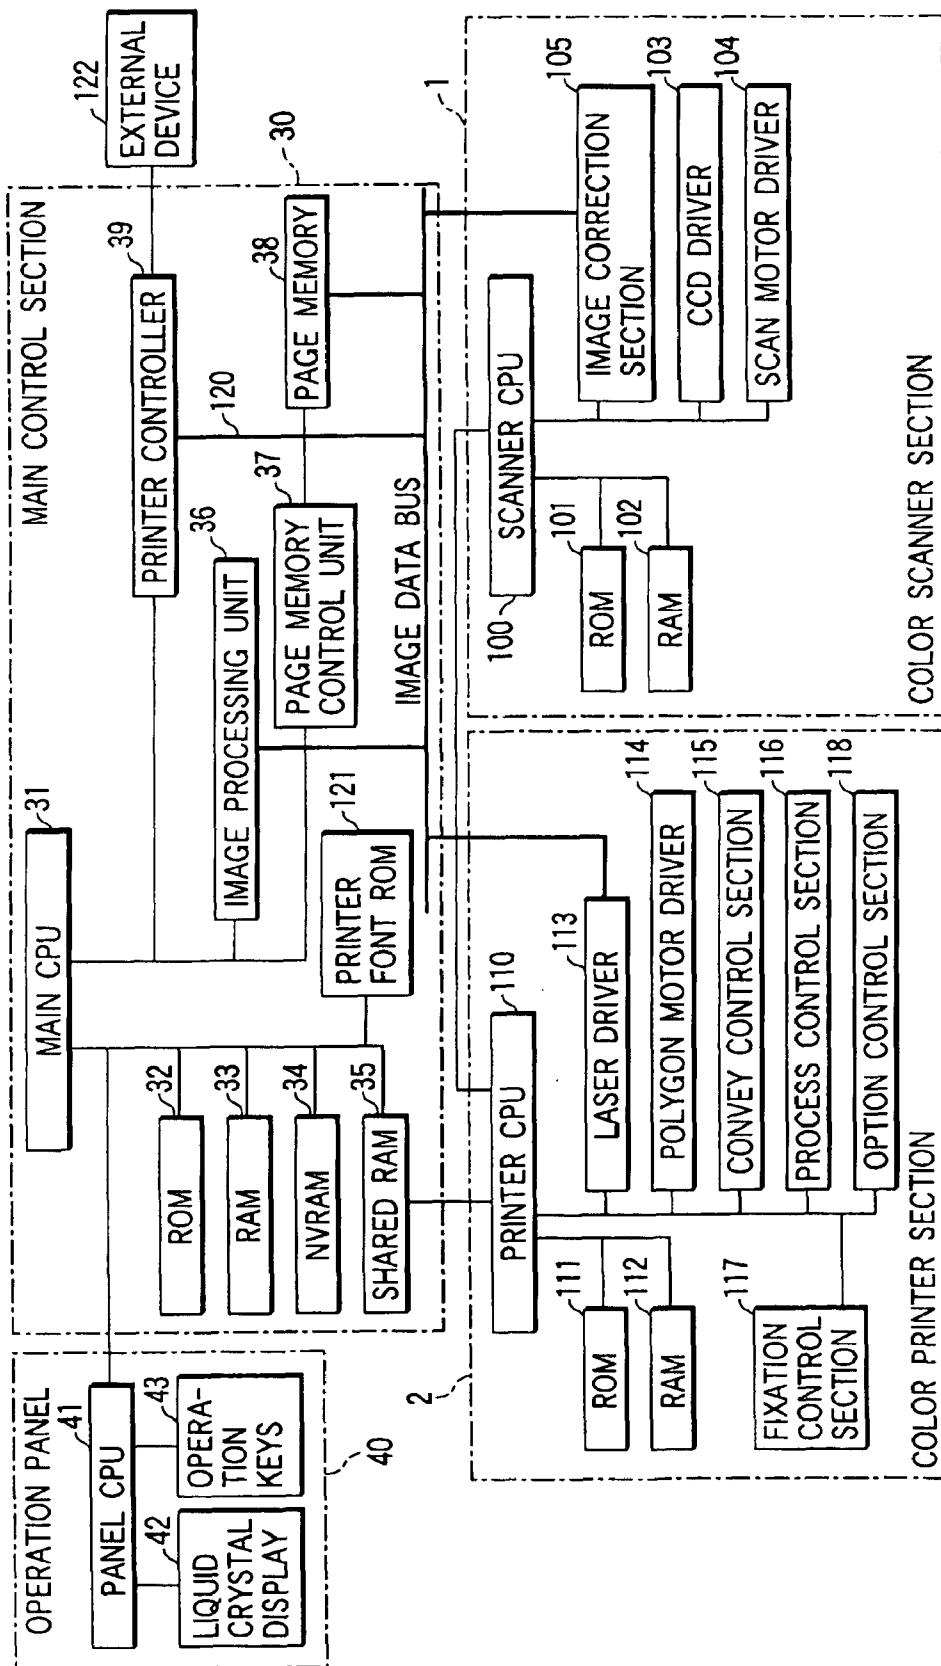 OPERATION PANEL
41
PANEL CPU
42
43
LIQUID
CRYSTAL
DISPLAY
OPERA-
TION
KEYS
40
MAIN CONTROL SECTION
31
MAIN CPU
39
PRINTER CONTROLLER
122
EXTERNAL
DEVICE
30
32
ROM
33
RAM
34
NVRAM
35
SHARED RAM
36
IMAGE PROCESSING UNIT
120
37
PAGE MEMORY
CONTROL UNIT
38
PAGE MEMORY
121
PRINTER
FONT ROM
IMAGE DATA BUS
2
110
PRINTER CPU
111
ROM
112
RAM
113
LASER DRIVER
114
POLYGON MOTOR DRIVER
115
CONVEY CONTROL SECTION
116
PROCESS CONTROL SECTION
117
FIXATION
CONTROL
SECTION
118
OPTION CONTROL SECTION
COLOR PRINTER SECTION
1
100
SCANNER CPU
101
ROM
102
RAM
105
IMAGE CORRECTION
SECTION
103
CCD DRIVER
104
SCAN MOTOR DRIVER
COLOR SCANNER SECTION